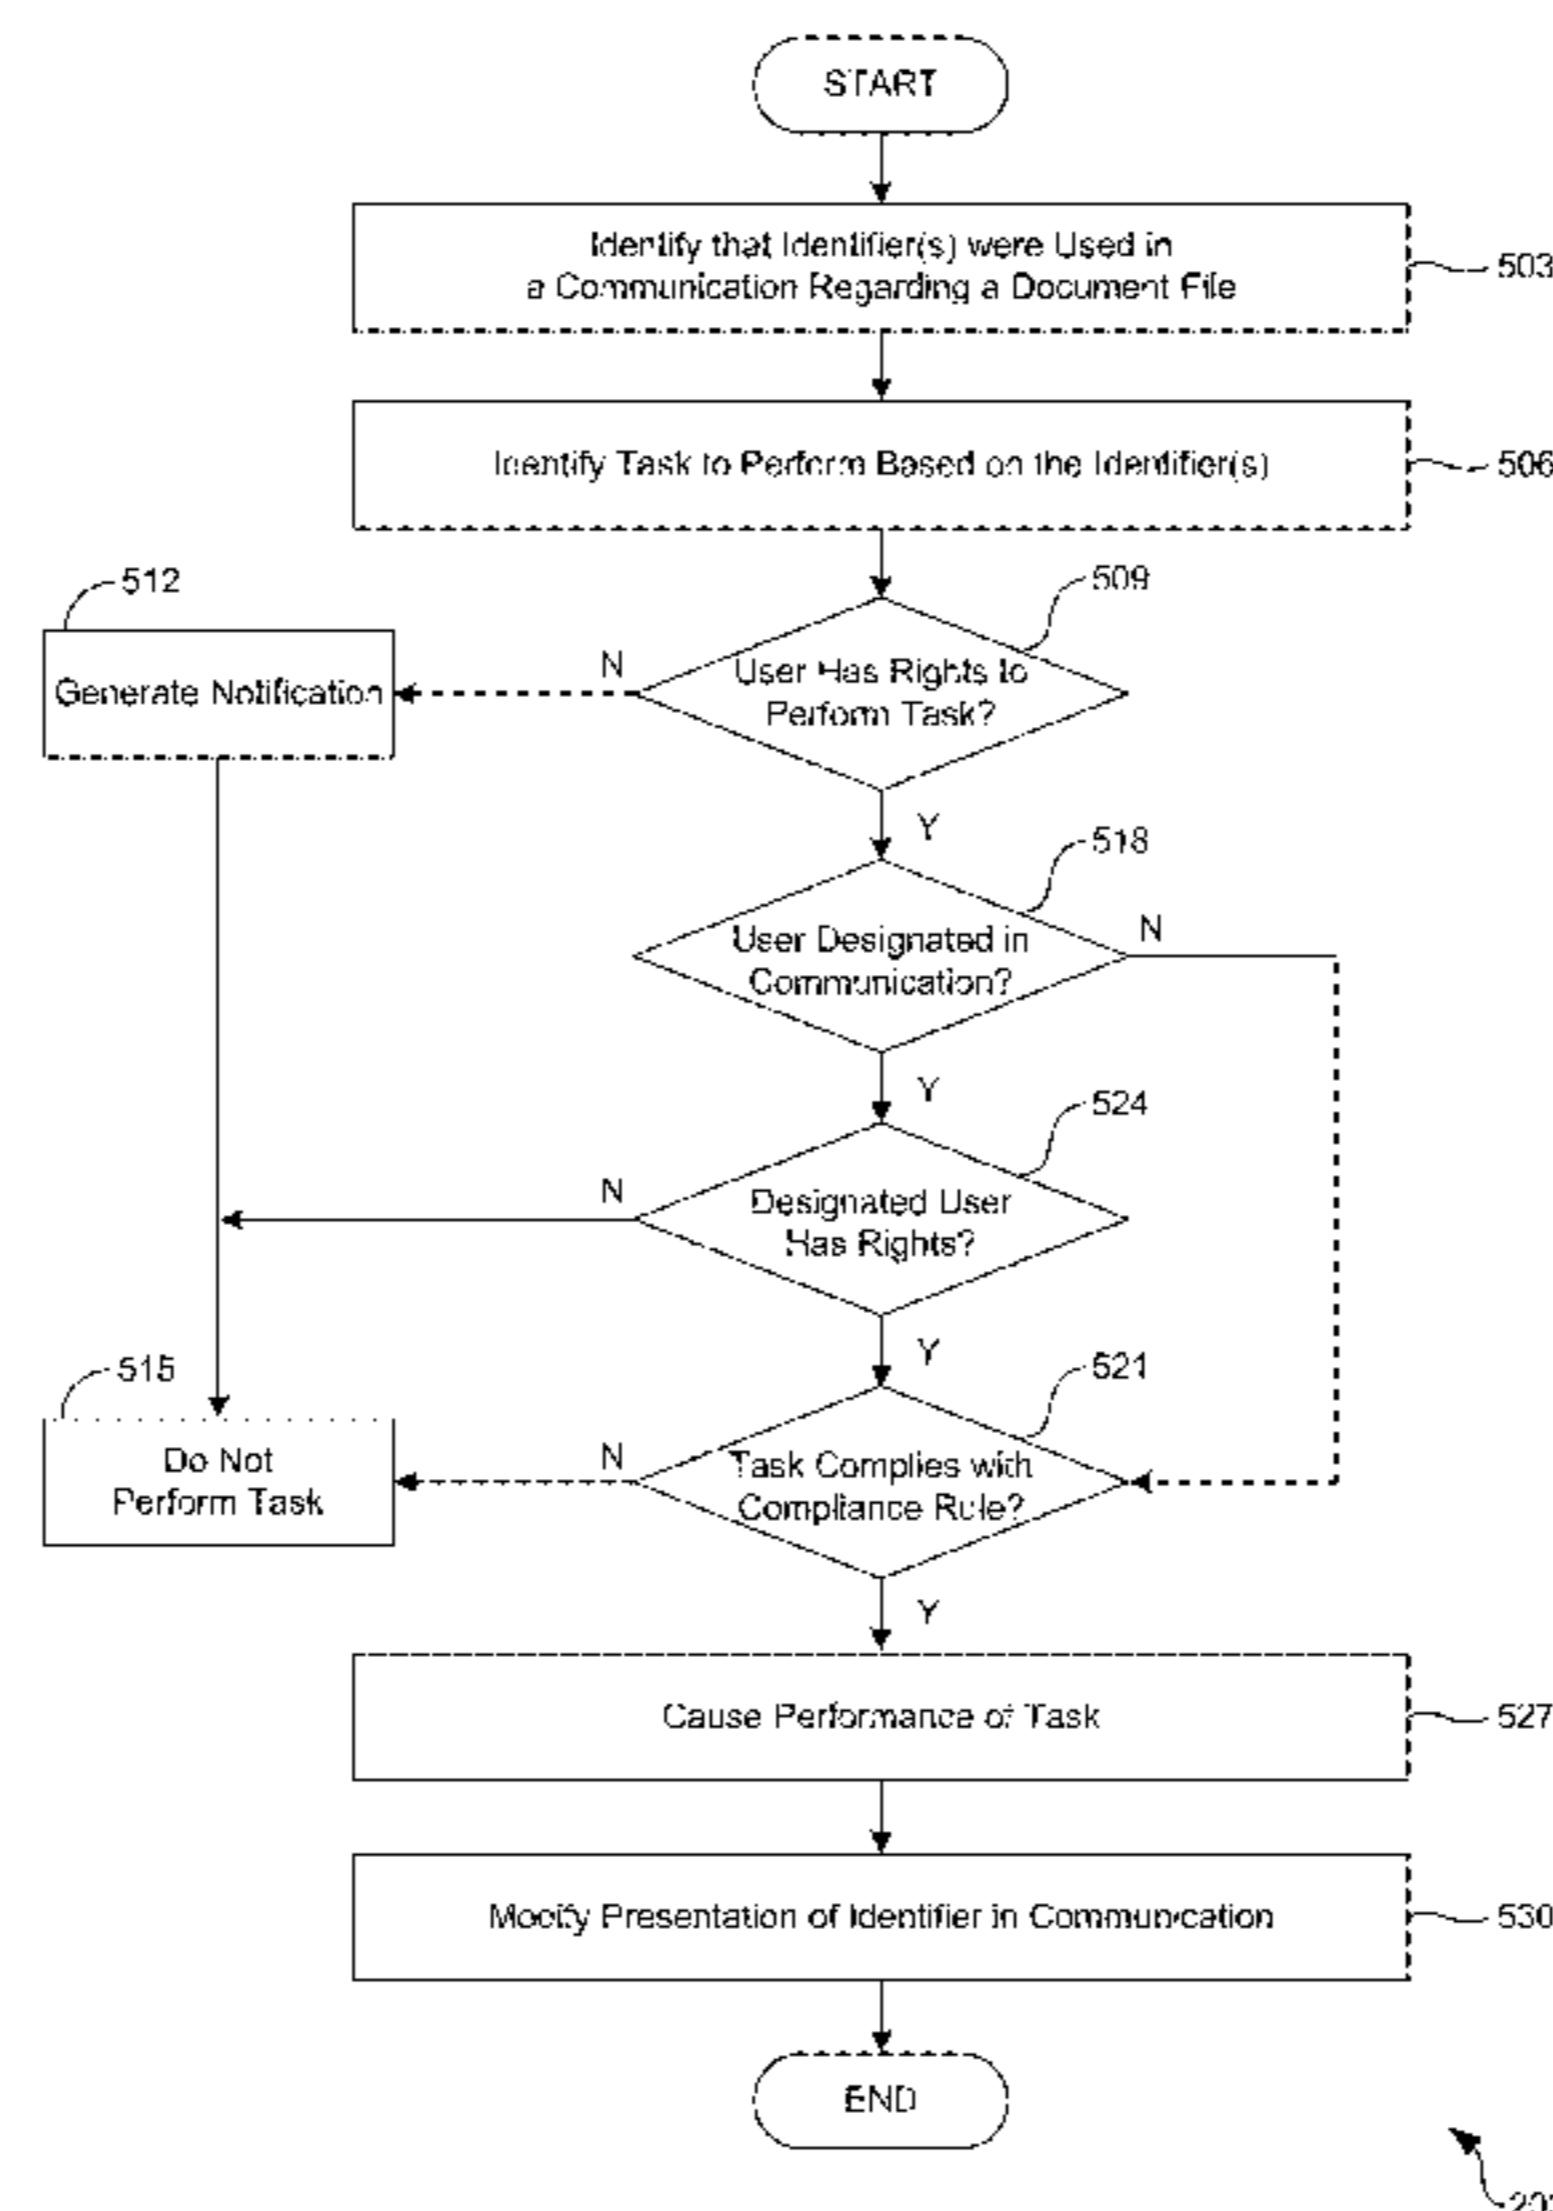 START
Identify that Identifier(s) were Used in
a Communication Regarding a Document File
503
Identify Task to Perform Based on the Identifier(s)
506
512
509
Generate Notification
N
User Has Rights to
Perform Task?
Y
518
User Designated in
Communication?
N
Y
524
N
Designated User
Has Rights?
Y
515
521
Do Not
Perform Task
N
Task Complies with
Compliance Rule?
Y
Cause Performance of Task
527
Modify Presentation of Identifier in Communication
530
END